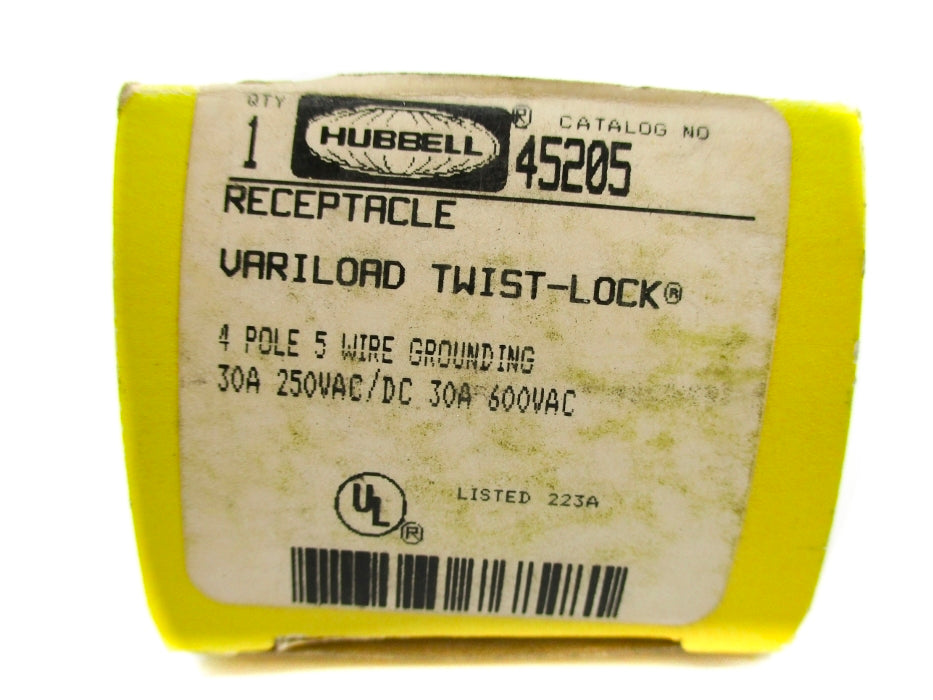 QTY
1
HUBBELL®
CATALOG NO
45205
RECEPTACLE
VARILOAD TWIST-LOCK®
4 POLE 5 WIRE GROUNDING
30A 250VAC/DC 30A 600VAC
UL®
LISTED 223A